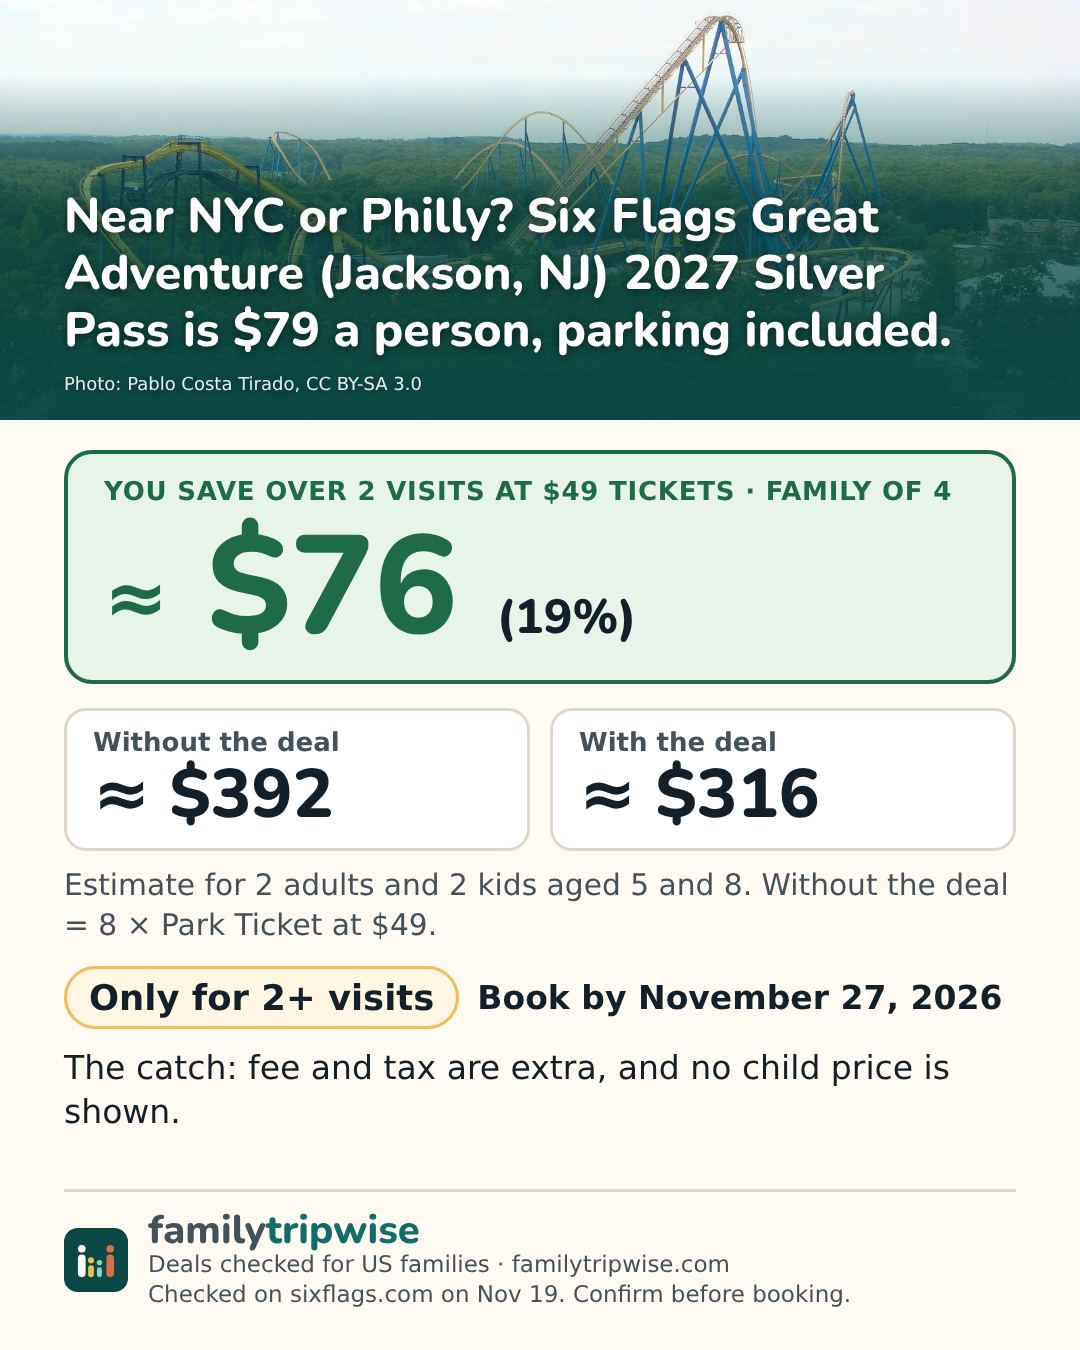 Near NYC or Philly? Six Flags Great
Adventure (Jackson, NJ) 2027 Silver
Pass is $79 a person, parking included.
Photo: Pablo Costa Tirado, CC BY-SA 3.0
YOU SAVE OVER 2 VISITS AT $49 TICKETS · FAMILY OF 4
≈ $76 (19%)
Without the deal
≈ $392
With the deal
≈ $316
Estimate for 2 adults and 2 kids aged 5 and 8. Without the deal
= 8 × Park Ticket at $49.
Only for 2+ visits
Book by November 27, 2026
The catch: fee and tax are extra, and no child price is
shown.
familytripwise
Deals checked for US families · familytripwise.com
Checked on sixflags.com on Nov 19. Confirm before booking.